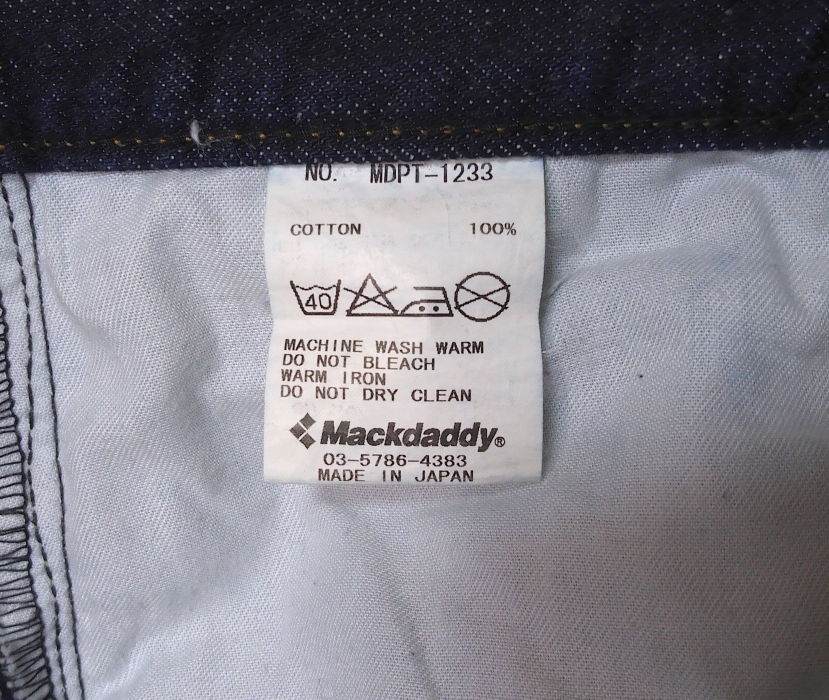 NO. MDPT-1233
COTTON 100%
40
MACHINE WASH WARM
DO NOT BLEACH
WARM IRON
DO NOT DRY CLEAN
Mackdaddy®
03-5786-4383
MADE IN JAPAN